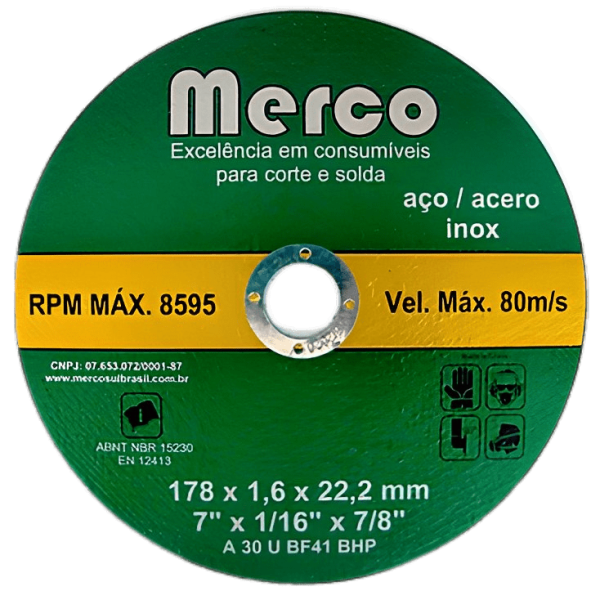 merco
Excelência em consumíveis
para corte e solda
aço / acero
inox
RPM MÁX. 8595
Vel. Máx. 80m/s
CNPJ: 07.653.072/0001-87
www.mercosulbrasil.com.br
ABNT NBR 15230
EN 12413
178 x 1,6 x 22,2 mm
7" x 1/16" x 7/8"
A 30 U BF41 BHP